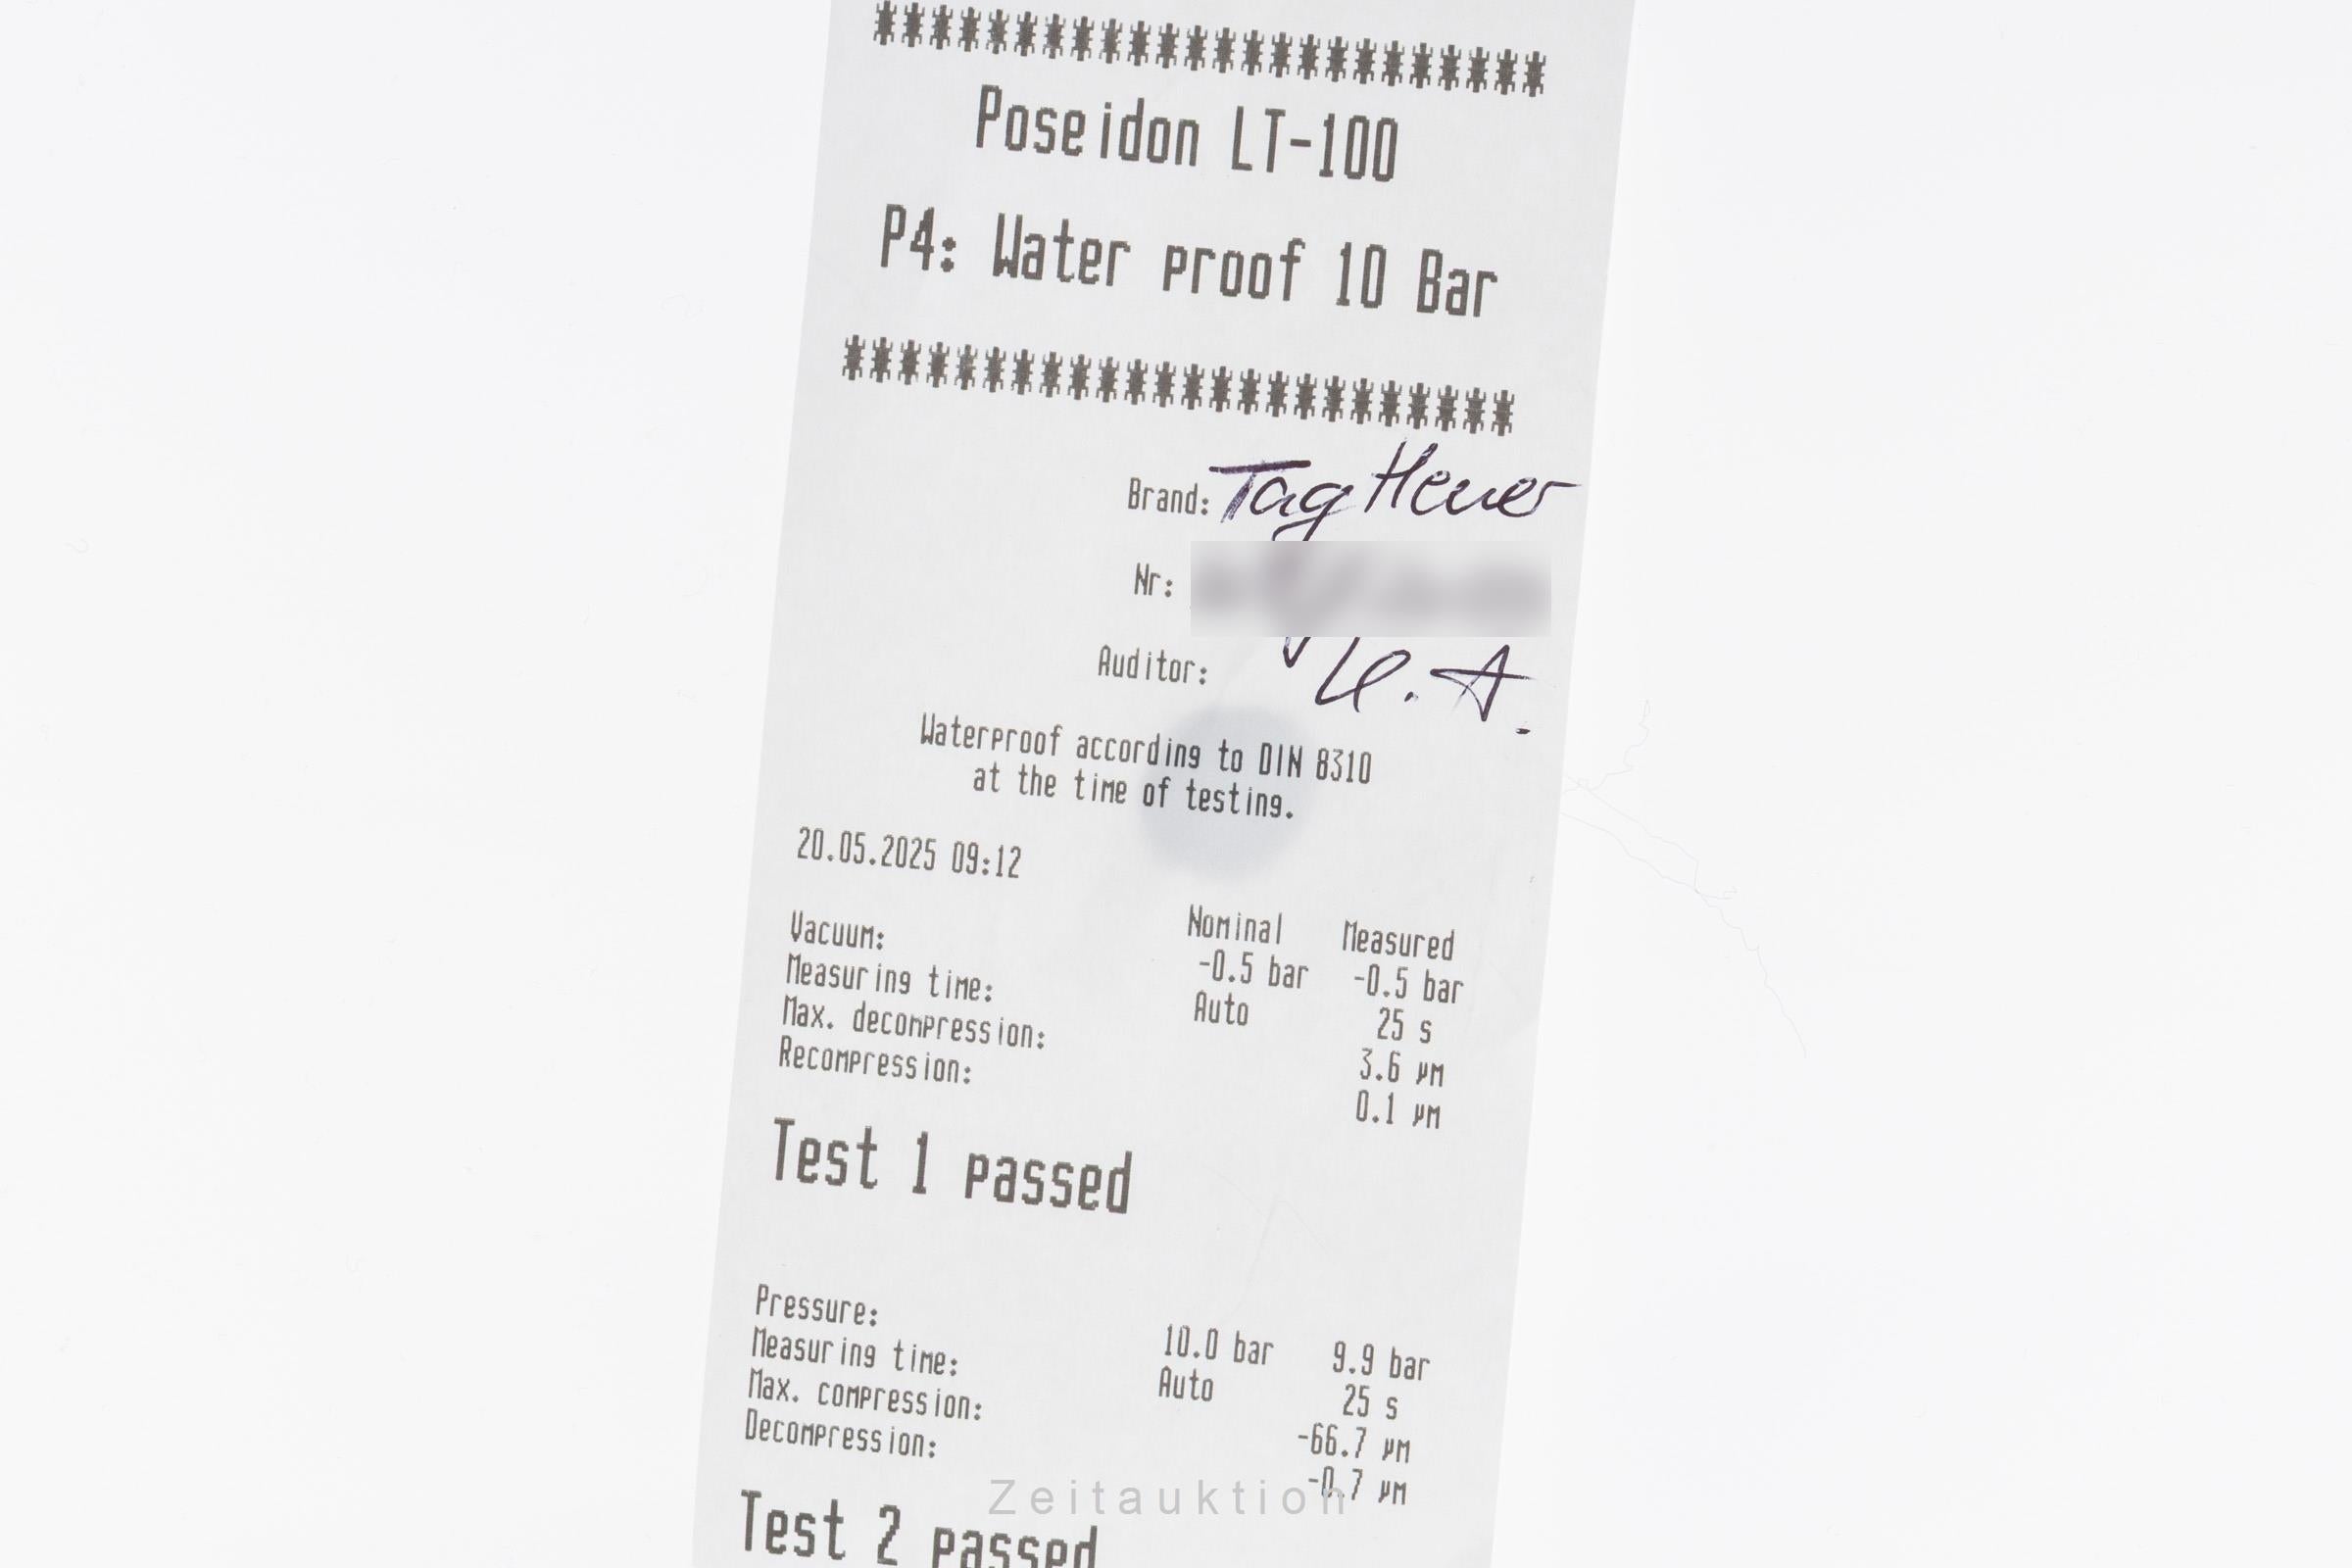 ************************
Poseidon LT-100
P4: Water proof 10 Bar
************************
Brand: Tag Heuer
Nr:
Auditor: A.
Waterproof according to DIN 8310
at the time of testing.
20.05.2025 09:12
Nominal Measured
Vacuum: -0.5 bar -0.5 bar
Measuring time: Auto 25 s
Max. decompression: 3.6 µm
Recompression: 0.1 µm
Test 1 passed
Pressure: 10.0 bar 9.9 bar
Measuring time: Auto 25 s
Max. compression: -66.7 µm
Decompression: -0.7 µm
Test 2 passed
Zeitauktion